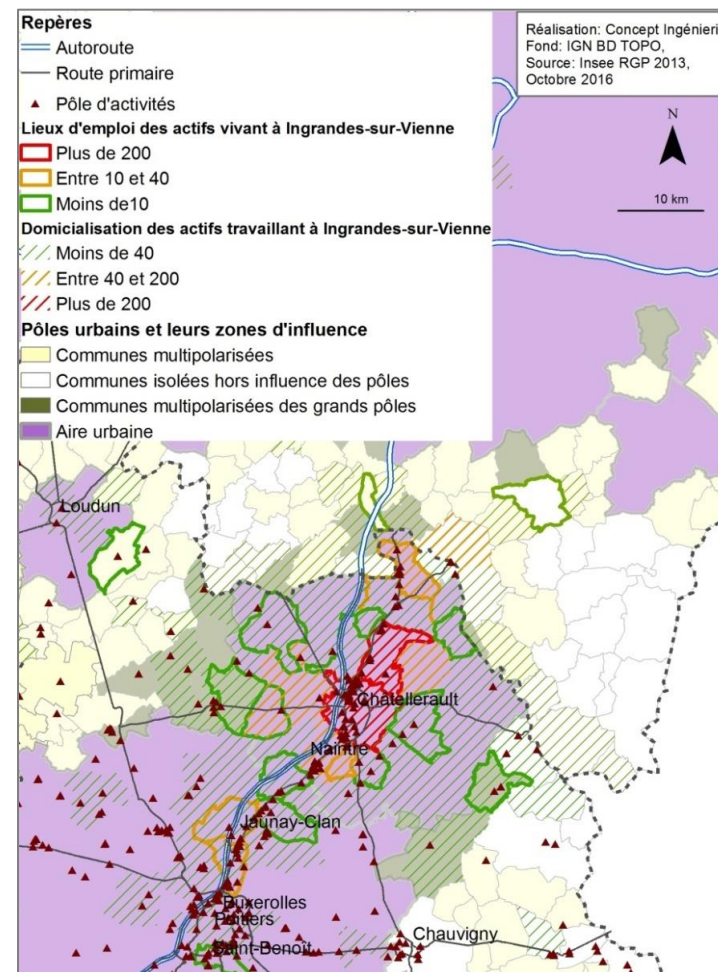 Repères
Autoroute
Route primaire
Pôle d'activités
Lieux d'emploi des actifs vivant à Ingrandes-sur-Vienne
Plus de 200
Entre 10 et 40
Moins de10
Domicialisation des actifs travaillant à Ingrandes-sur-Vienne
Moins de 40
Entre 40 et 200
Plus de 200
Pôles urbains et leurs zones d'influence
Communes multipolarisées
Communes isolées hors influence des pôles
Communes multipolarisées des grands pôles
Aire urbaine
Réalisation: Concept Ingénieri
Fond: IGN BD TOPO,
Source: Insee RGP 2013,
Octobre 2016
N
10 km
Loudun
Chatellerault
Naintre
Jaunay-Clan
Buxerolles
Poitiers
Saint-Benoît
Chauvigny